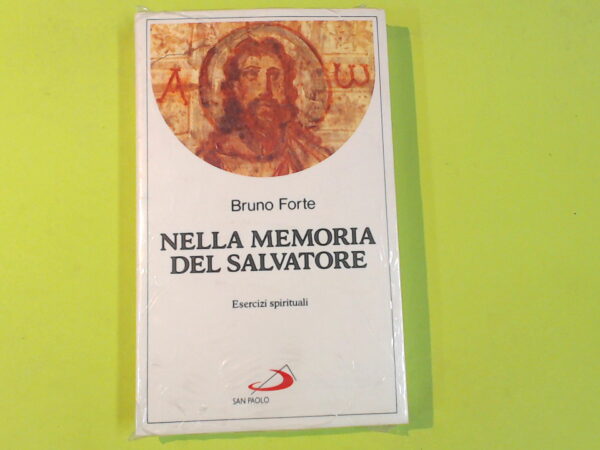 Α ω
Bruno Forte
NELLA MEMORIA
DEL SALVATORE
Esercizi spirituali
SAN PAOLO